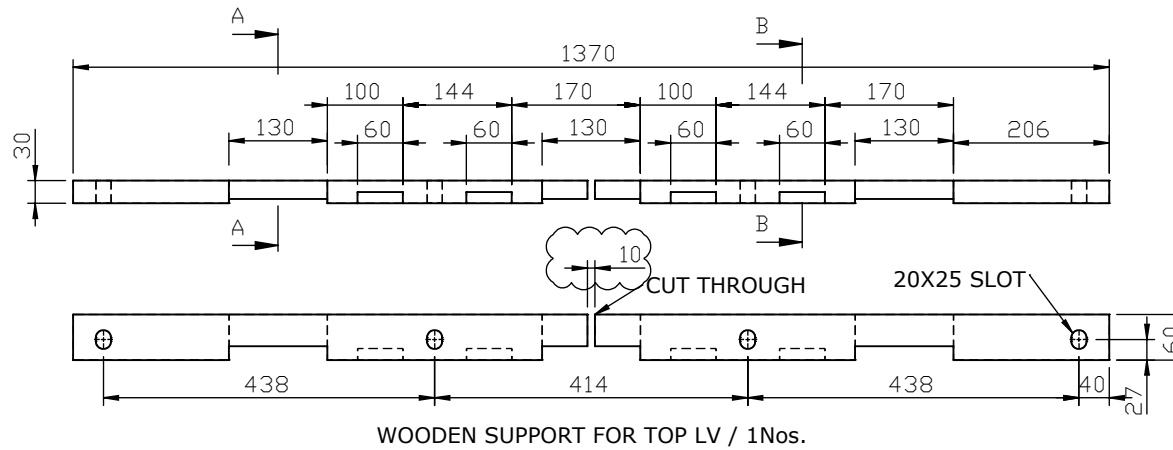 A
B
1370
100 144 170 100 144 170
130 60 60 130 60 60 130 206
30
A
B
10
CUT THROUGH
20X25 SLOT
60
27
438 414 438 40
WOODEN SUPPORT FOR TOP LV / 1Nos.